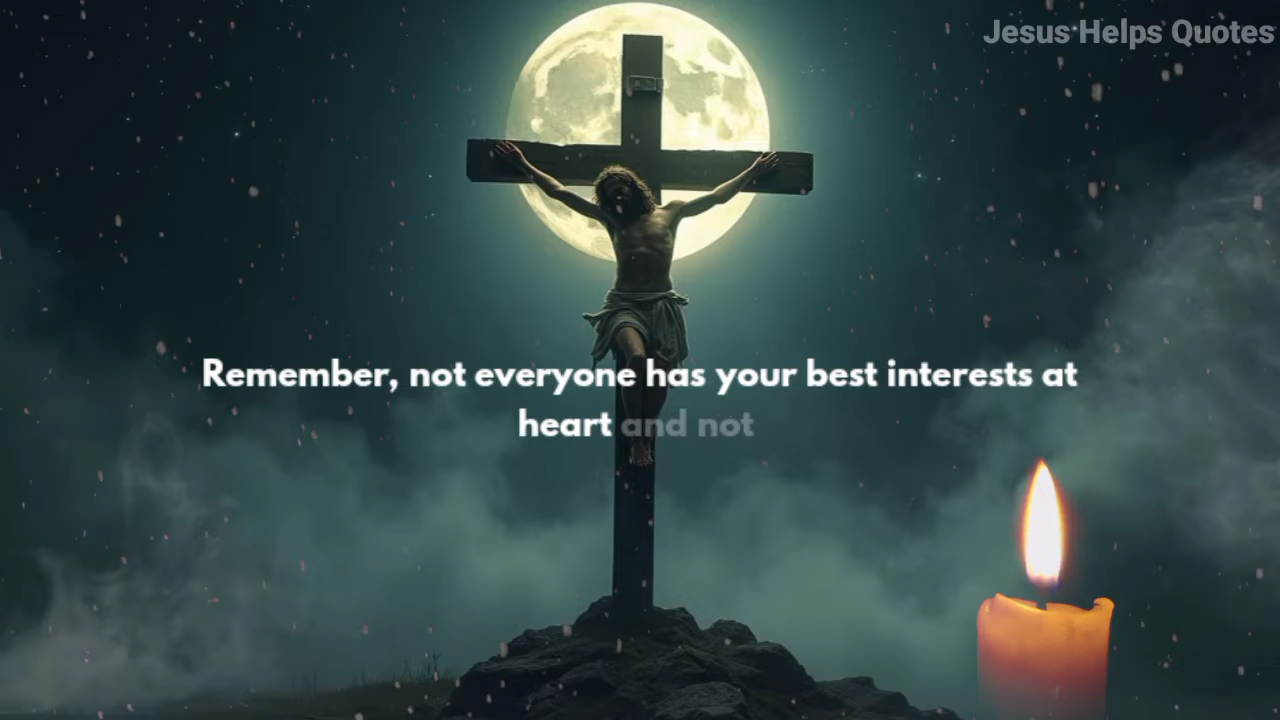 Jesus Helps Quotes
Remember, not everyone has your best interests at
heart and not